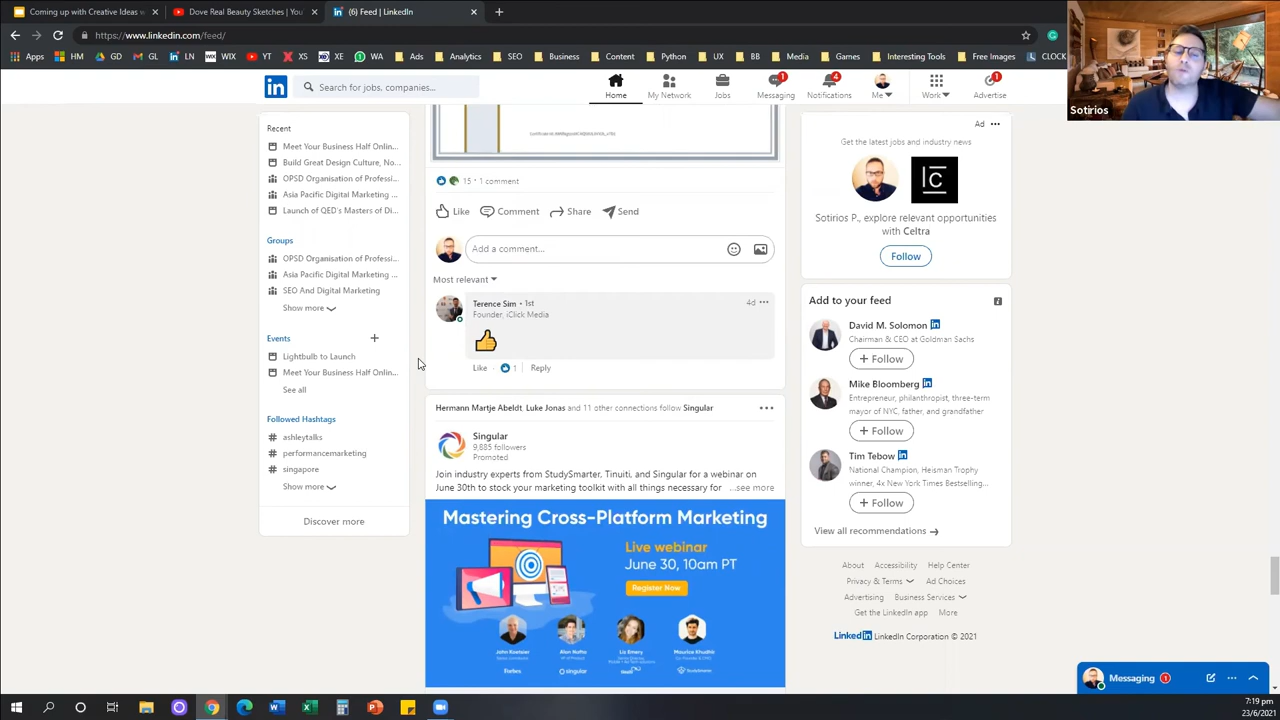 Coming up with Creative Ideas w
Dove Real Beauty Sketches | You
(6) Feed | LinkedIn
https://www.linkedin.com/feed/
Apps
HM
GMD
GL
LN
YT
XS
XE
WA
Ads
Analytics
SEO
Business
Content
Python
UX
BB
Media
Games
Interesting Tools
Free Images
CLOCK
Sotirios
Search for jobs, companies...
Home
My Network
Jobs
Messaging
1
Notifications
4
Me
Work
Advertise
1
Recent
Meet Your Business Half Onlin...
Build Great Design Culture, No...
OPSD Organisation of Professi...
Asia Pacific Digital Marketing ...
Launch of QED's Masters of Di...
Groups
OPSD Organisation of Professi...
Asia Pacific Digital Marketing ...
SEO And Digital Marketing
Show more
Events
Lightbulb to Launch
Meet Your Business Half Onlin...
See all
Followed Hashtags
# ashleytalks
# performancemarketing
# singapore
Show more
Discover more
15 • 1 comment
Like
Comment
Share
Send
Add a comment...
Most relevant
Terence Sim • 1st
4d
Founder, iClick Media
Like
1
Reply
Hermann Martje Abeldt, Luke Jonas and 11 other connections follow Singular
Singular
9,885 followers
Promoted
Join industry experts from StudySmarter, Tinuiti, and Singular for a webinar on
June 30th to stock your marketing toolkit with all things necessary for ...see more
Mastering Cross-Platform Marketing
Live webinar
June 30, 10am PT
Register Now
John Koetsier
Liz Emery
Forbes
singular
StudySmarter
Ad
Get the latest jobs and industry news
Sotirios P., explore relevant opportunities
with Celtra
Follow
Add to your feed
David M. Solomon
Chairman & CEO at Goldman Sachs
+ Follow
Mike Bloomberg
Entrepreneur, philanthropist, three-term
mayor of NYC, father, and grandfather
+ Follow
Tim Tebow
National Champion, Heisman Trophy
winner, 4x New York Times Bestselling...
+ Follow
View all recommendations
About
Accessibility
Help Center
Privacy & Terms
Ad Choices
Advertising
Business Services
Get the LinkedIn app
More
LinkedIn LinkedIn Corporation © 2021
Messaging
1
7:19 pm
23/6/2021